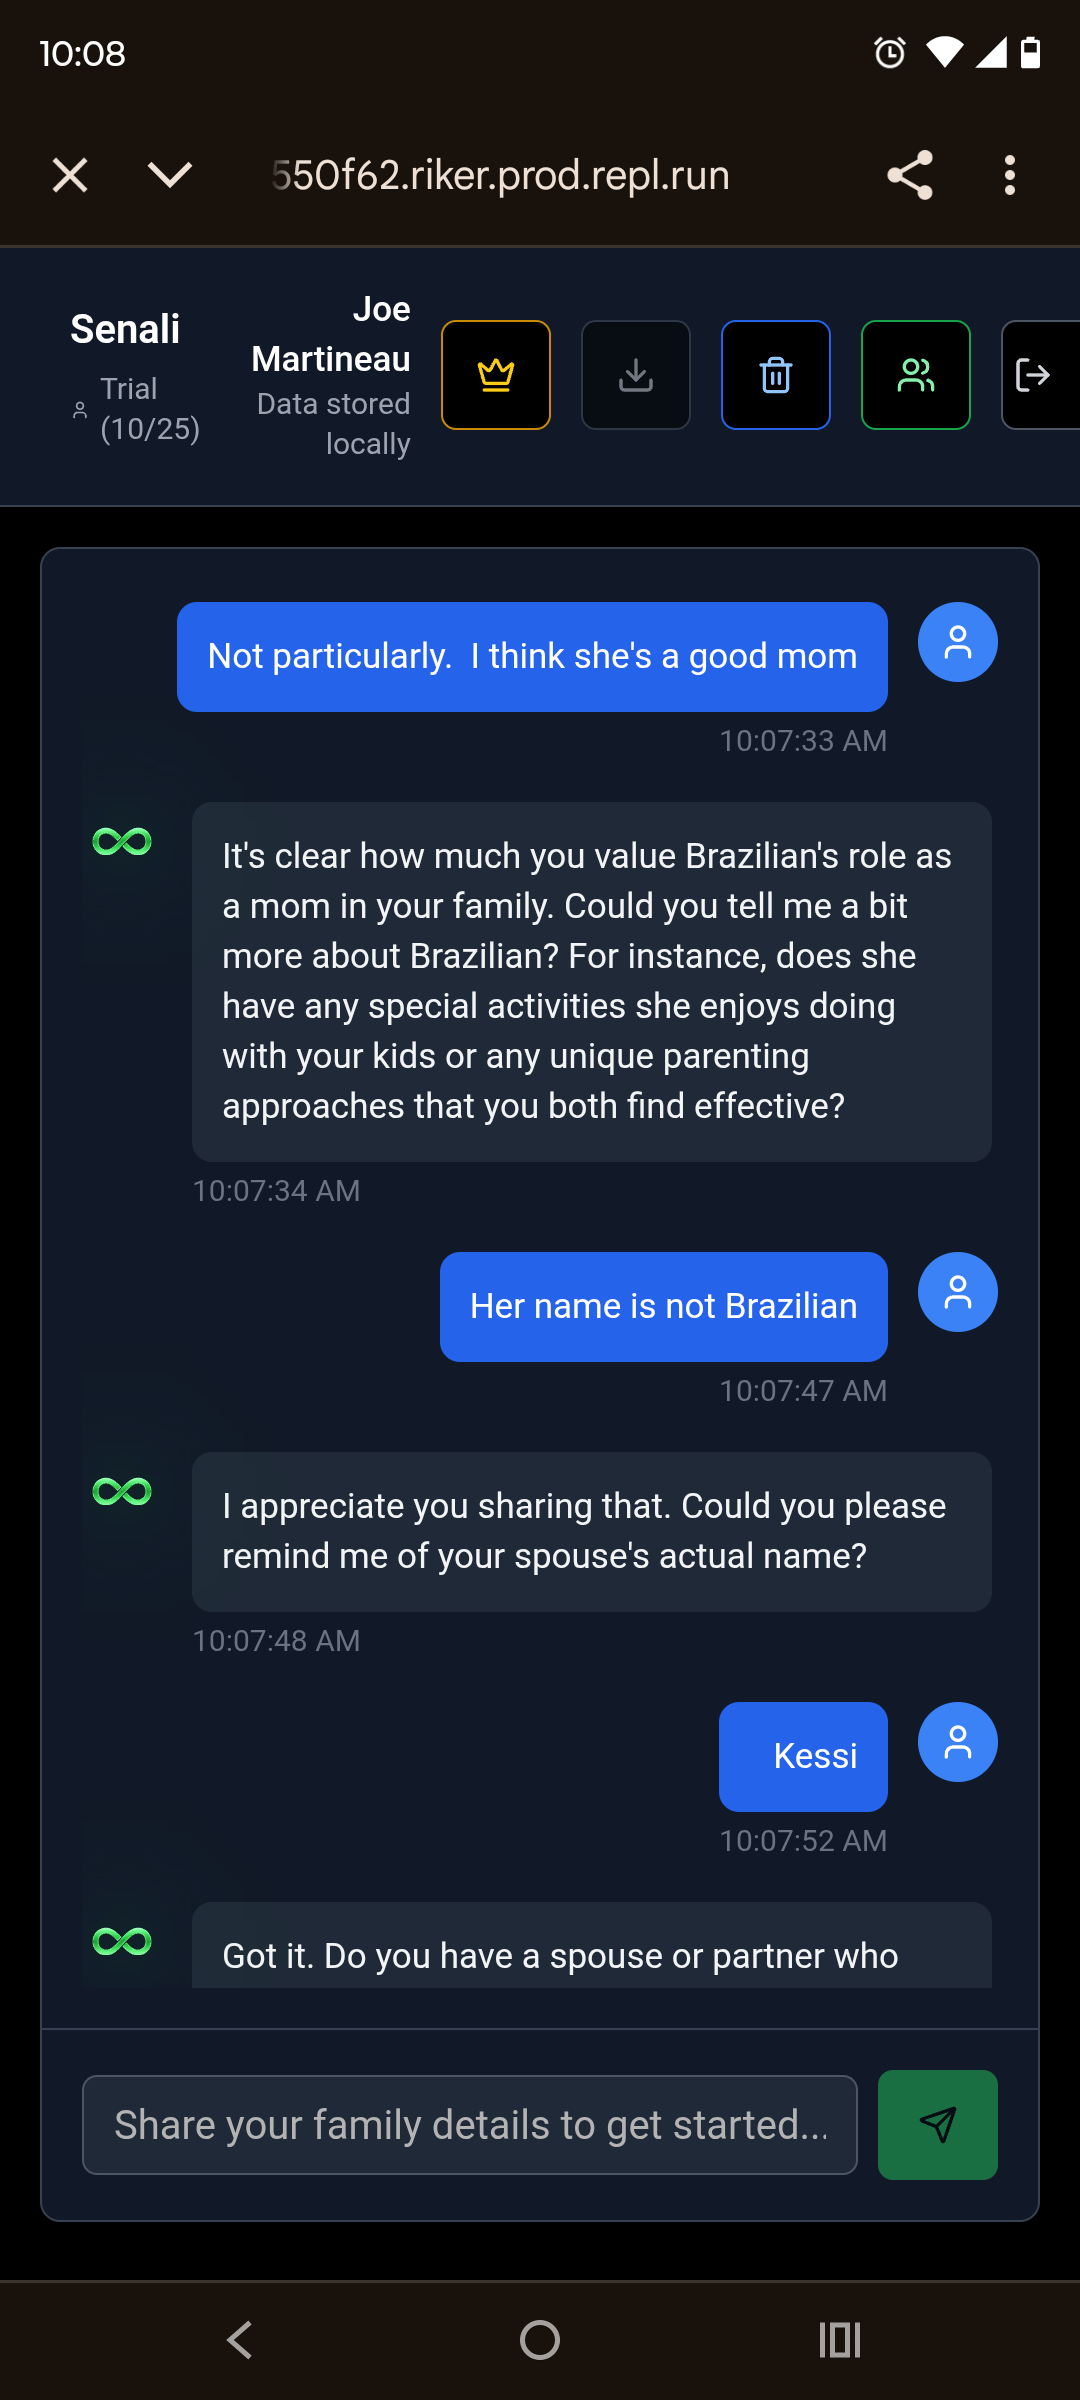 10:08
550f62.riker.prod.repl.run
Senali
Trial
(10/25)
Joe
Martineau
Data stored
locally
Not particularly.  I think she's a good mom
10:07:33 AM
It's clear how much you value Brazilian's role as
a mom in your family. Could you tell me a bit
more about Brazilian? For instance, does she
have any special activities she enjoys doing
with your kids or any unique parenting
approaches that you both find effective?
10:07:34 AM
Her name is not Brazilian
10:07:47 AM
I appreciate you sharing that. Could you please
remind me of your spouse's actual name?
10:07:48 AM
Kessi
10:07:52 AM
Got it. Do you have a spouse or partner who
Share your family details to get started...